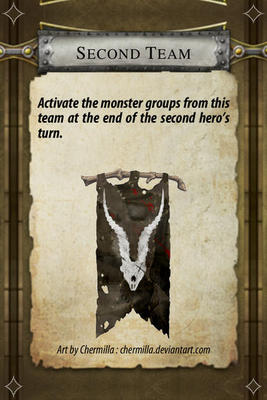 SECOND TEAM
Activate the monster groups from this
team at the end of the second hero's
turn.
Art by Chermilla : chermilla.deviantart.com